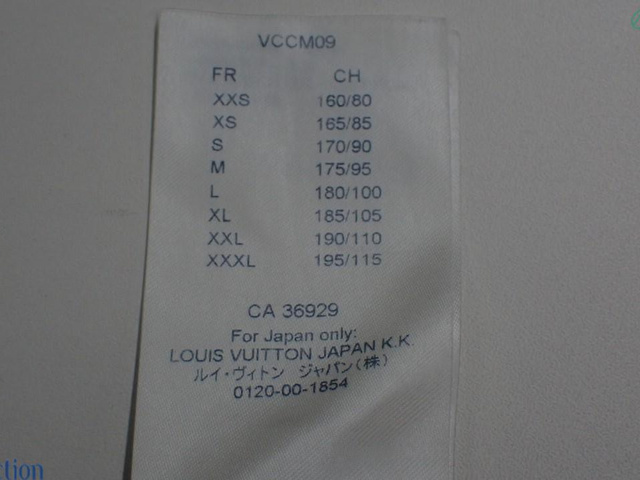 VCCM09
FR CH
XXS 160/80
XS 165/85
S 170/90
M 175/95
L 180/100
XL 185/105
XXL 190/110
XXXL 195/115
CA 36929
For Japan only:
LOUIS VUITTON JAPAN K.K.
ルイ・ヴィトン ジャパン(株)
0120-00-1854
ction